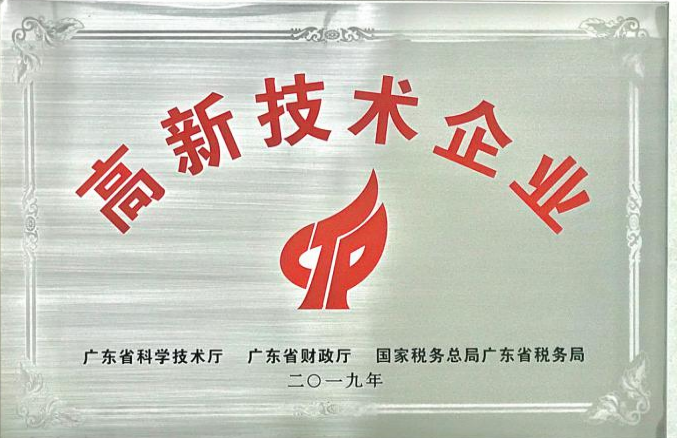 高新技术企业
广东省科学技术厅 广东省财政厅 国家税务总局广东省税务局
二〇一九年